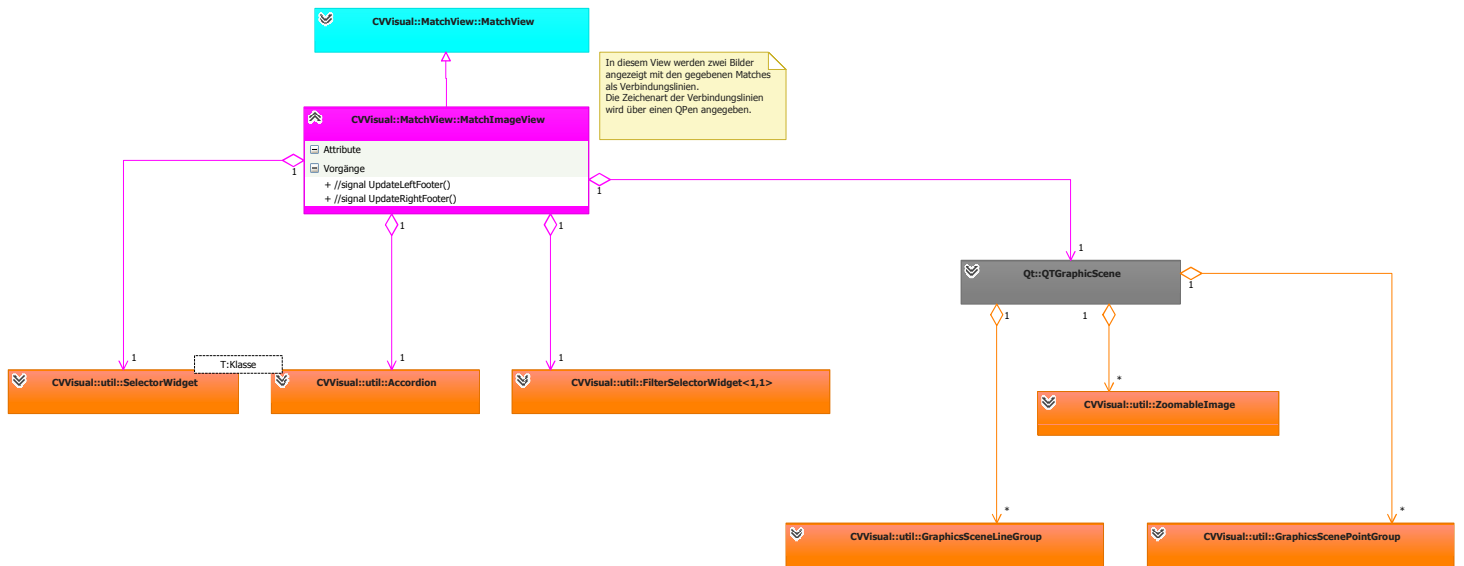 CVVisual::MatchView::MatchView
In diesem View werden zwei Bilder
angezeigt mit den gegebenen Matches
als Verbindungslinien.
Die Zeichenart der Verbindungslinien
wird über einen QPen angegeben.
CVVisual::MatchView::MatchImageView
Attribute
Vorgänge
+ //signal UpdateLeftFooter()
+ //signal UpdateRightFooter()
1
1
1
1
1
Qt::QTGraphicScene
1
1
1
1
1
1
T:Klasse
CVVisual::util::SelectorWidget
CVVisual::util::Accordion
CVVisual::util::FilterSelectorWidget<1,1>
*
CVVisual::util::ZoomableImage
*
*
CVVisual::util::GraphicsSceneLineGroup
CVVisual::util::GraphicsScenePointGroup